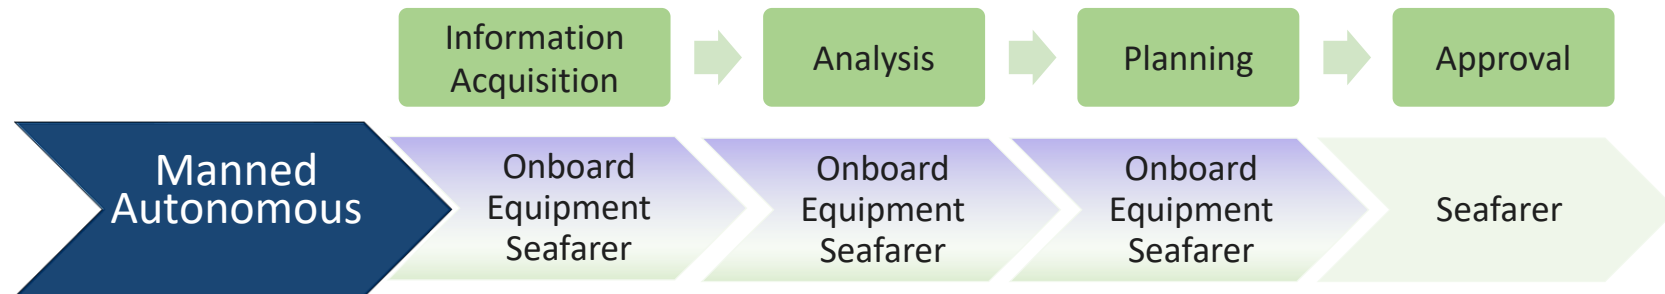 Information
Acquisition
Analysis
Planning
Approval
Manned
Autonomous
Onboard
Equipment
Seafarer
Onboard
Equipment
Seafarer
Onboard
Equipment
Seafarer
Seafarer